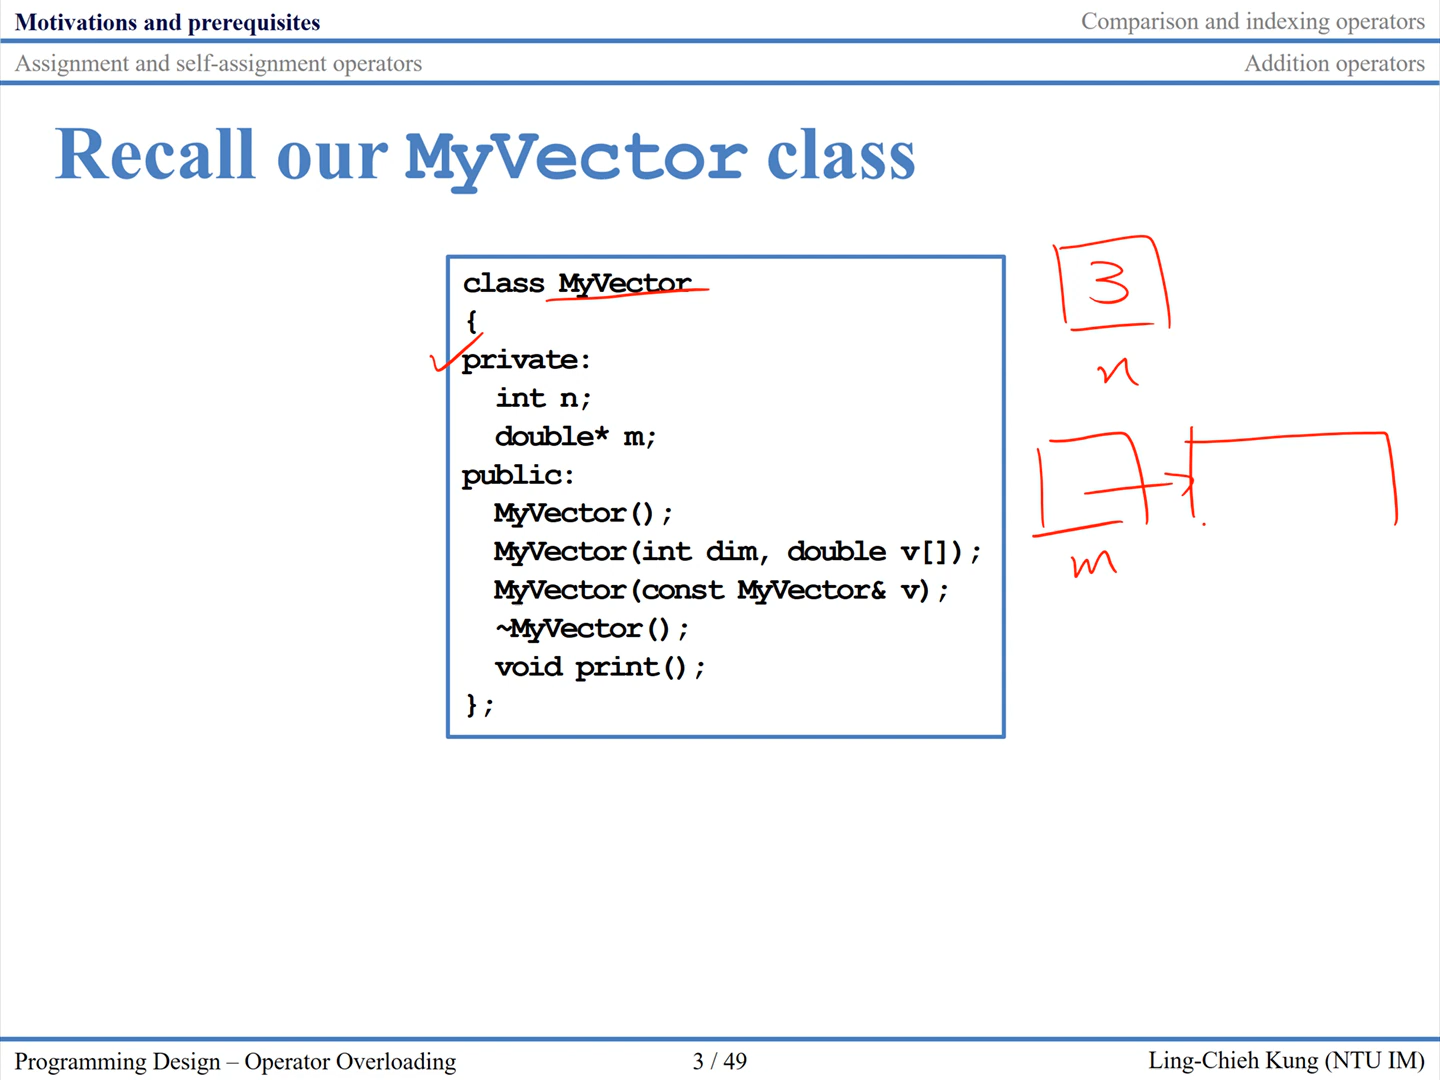 Motivations and prerequisites
Comparison and indexing operators
Assignment and self-assignment operators
Addition operators
Recall our MyVector class
class MyVector
{
private:
int n;
double* m;
public:
MyVector();
MyVector(int dim, double v[]);
MyVector(const MyVector& v);
~MyVector();
void print();
};
3
n
m
Programming Design – Operator Overloading
3 / 49
Ling-Chieh Kung (NTU IM)